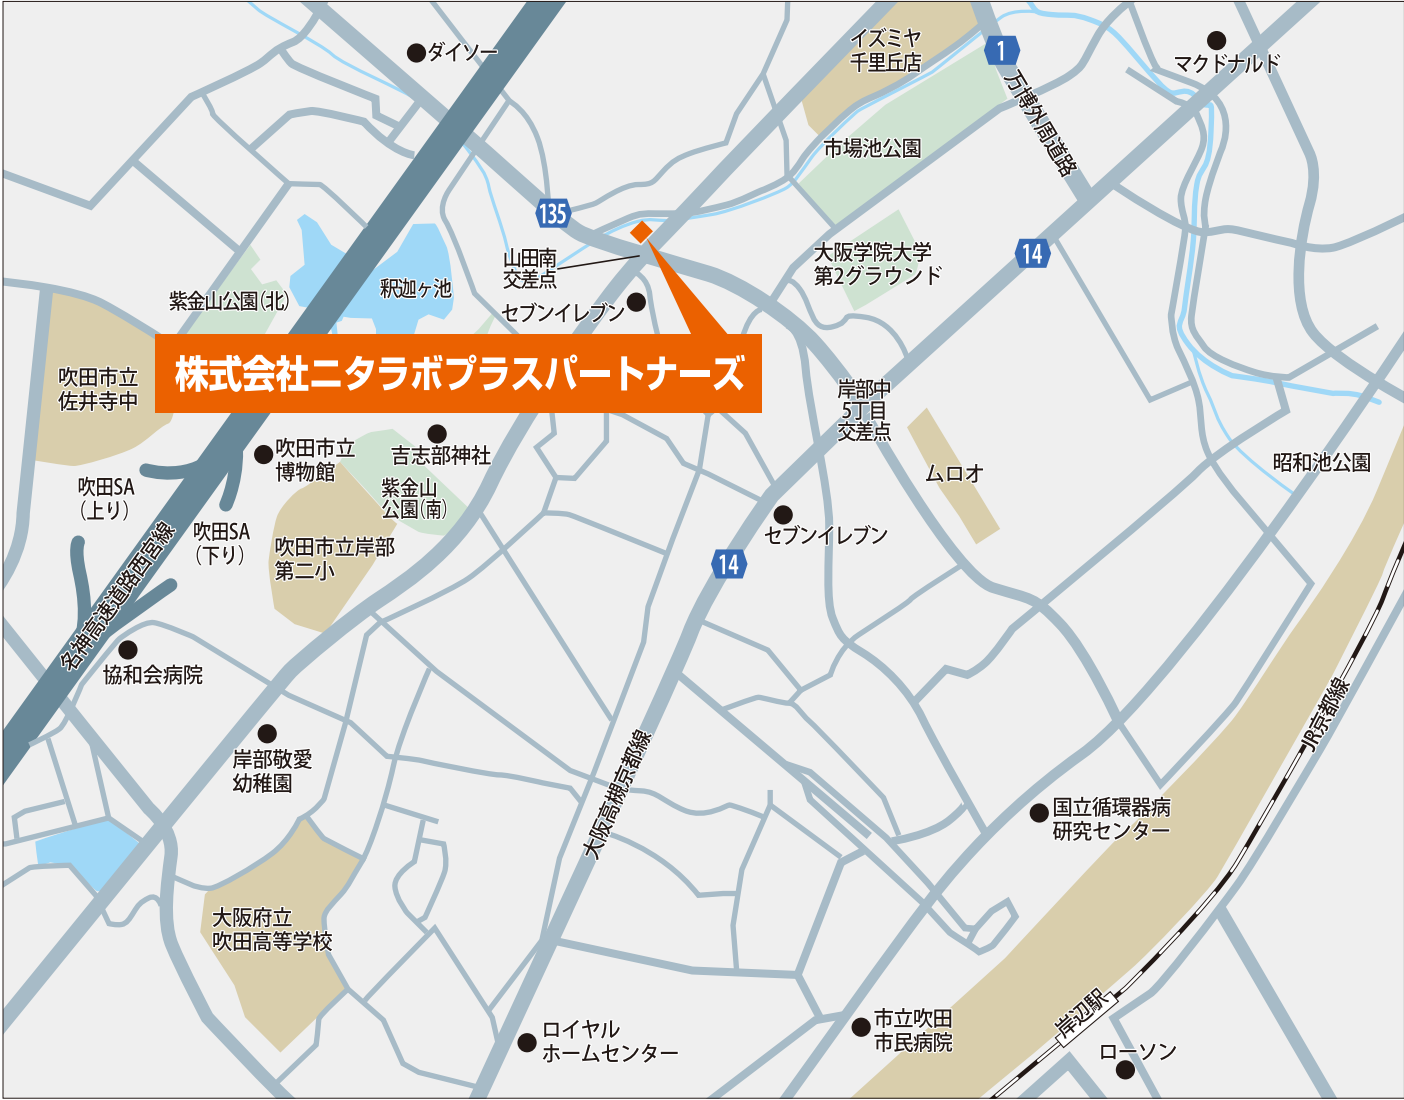 ダイソー
イズミヤ
千里丘店
1
マクドナルド
万博外周道路
市場池公園
135
山田南
交差点
大阪学院大学
第2グラウンド
14
紫金山公園(北)
釈迦ヶ池
セブンイレブン
株式会社ニタラボプラスパートナーズ
吹田市立
佐井寺中
岸部中
5丁目
交差点
吹田市立
博物館
吉志部神社
ムロオ
昭和池公園
紫金山
公園(南)
吹田SA
(上り)
吹田SA
(下り)
セブンイレブン
吹田市立岸部
第二小
14
名神高速道路西宮線
協和会病院
JR京都線
岸部敬愛
幼稚園
大阪高槻京都線
国立循環器病
研究センター
大阪府立
吹田高等学校
ロイヤル
ホームセンター
市立吹田
市民病院
岸辺駅
ローソン